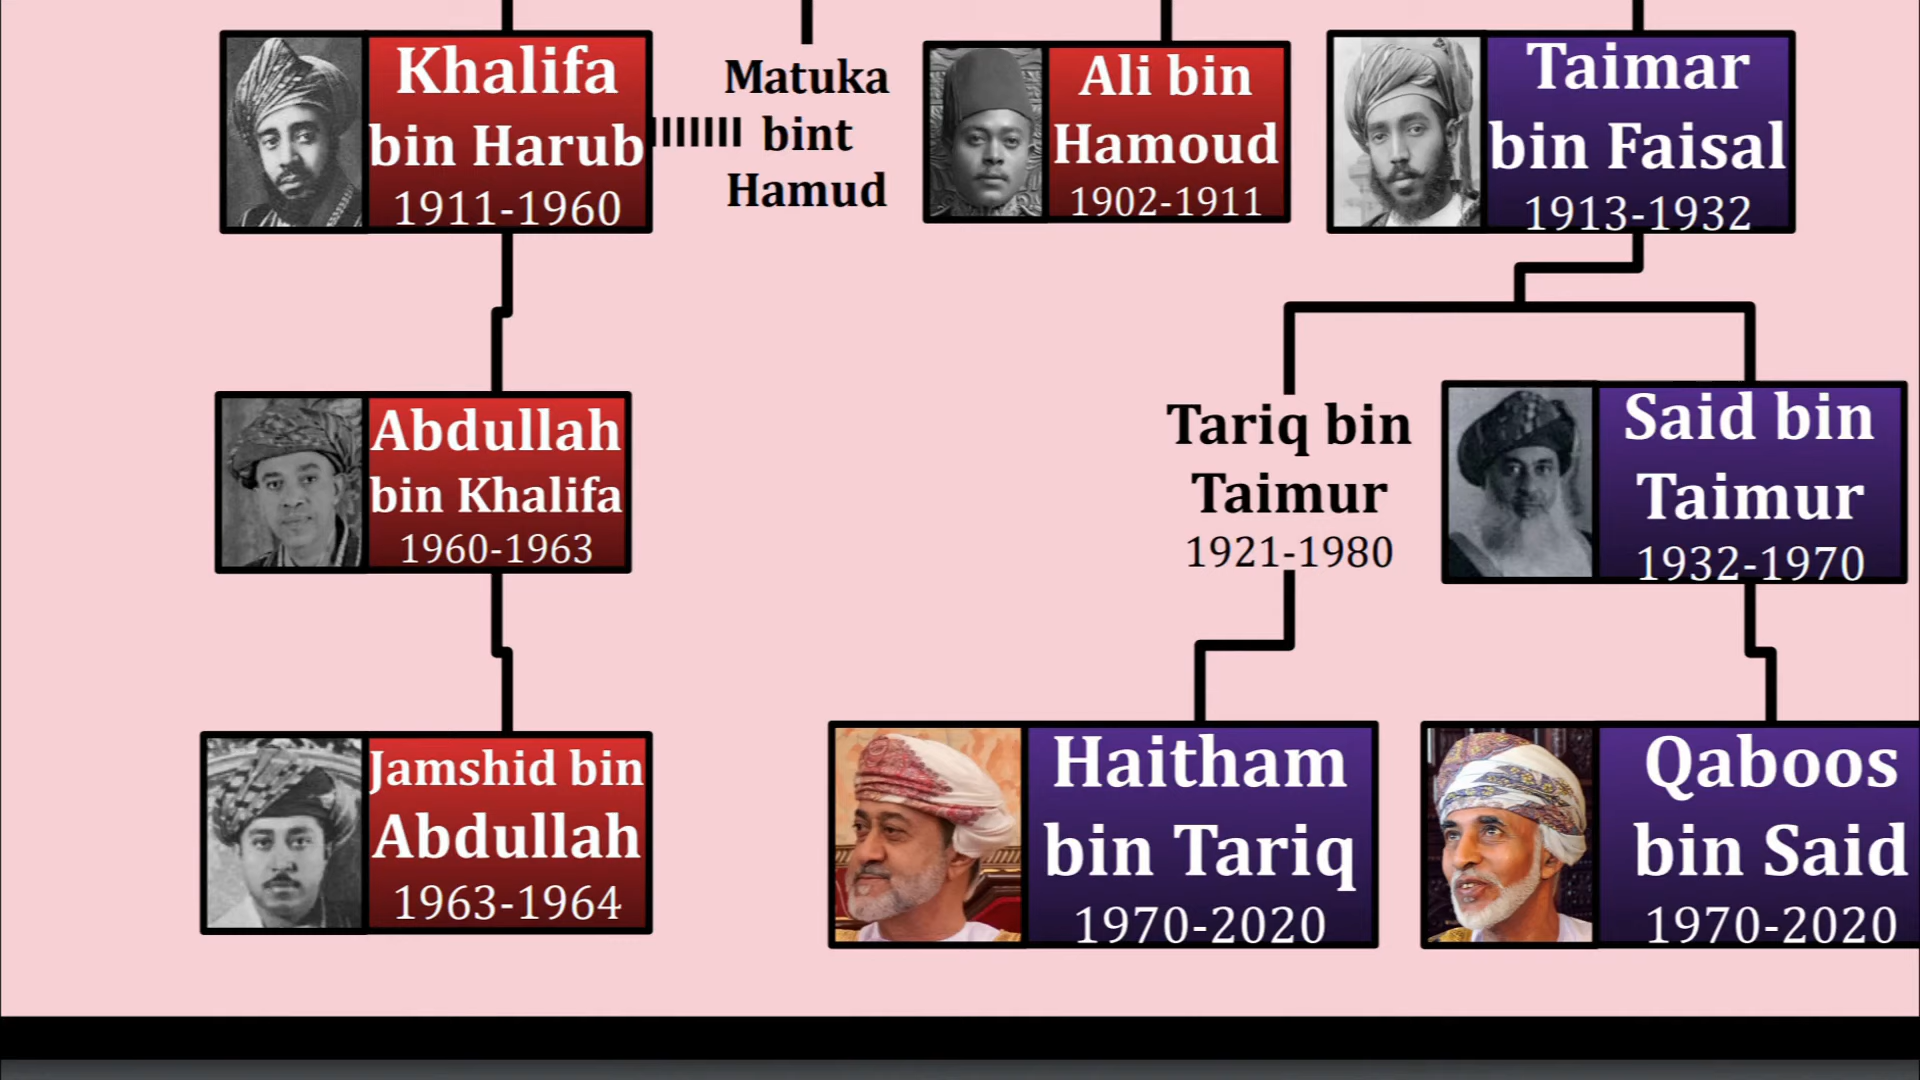 Khalifa
bin Harub
1911-1960
Matuka
bint
Hamud
Ali bin
Hamoud
1902-1911
Taimar
bin Faisal
1913-1932
Abdullah
bin Khalifa
1960-1963
Tariq bin
Taimur
1921-1980
Said bin
Taimur
1932-1970
Jamshid bin
Abdullah
1963-1964
Haitham
bin Tariq
1970-2020
Qaboos
bin Said
1970-2020